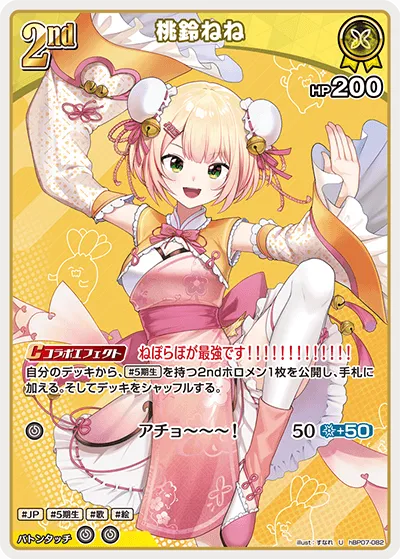 2nd
桃鈴ねね
HP200
コラボエフェクト ねぽらぼが最強です!!!!!!!!!!!!!
自分のデッキから、#5期生を持つ2ndホロメン1枚を公開し、手札に
加える。そしてデッキをシャッフルする。
アチョ～～～! 50 +50
#JP #5期生 #歌 #絵
バトンタッチ
illust : すなれ U hBP07-082